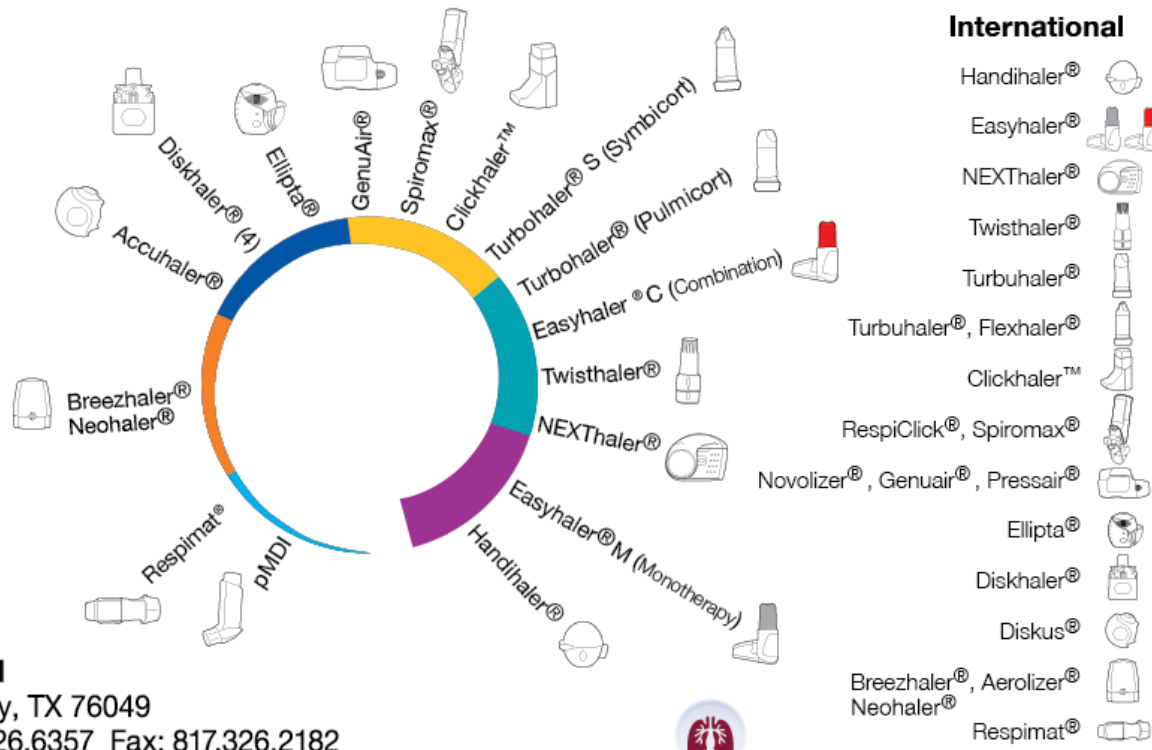 GenuAir®
Spiromax®
Clickhaler™
Turbohaler® S (Symbicort)
Turbohaler® (Pulmicort)
Easyhaler ® C (Combination)
Twisthaler®
NEXThaler®
Easyhaler® M (Monotherapy)
Handihaler®
pMDI
Respimat®
Breezhaler®
Neohaler®
Accuhaler®
Diskhaler® (4)
Ellipta®
International
Handihaler®
Easyhaler®
NEXThaler®
Twisthaler®
Turbuhaler®
Turbuhaler®, Flexhaler®
Clickhaler™
RespiClick®, Spiromax®
Novolizer® , Genuair® , Pressair®
Ellipta®
Diskhaler®
Diskus®
Breezhaler®, Aerolizer®
Neohaler®
Respimat®
y, TX 76049
26.6357 Fax: 817.326.2182